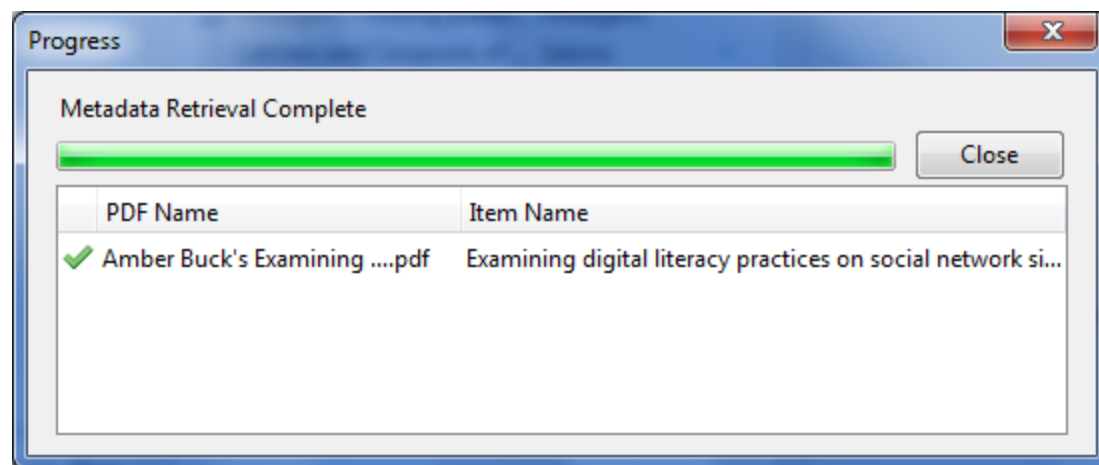 Progress
Metadata Retrieval Complete
Close
PDF Name Item Name
Amber Buck's Examining ....pdf Examining digital literacy practices on social network si...